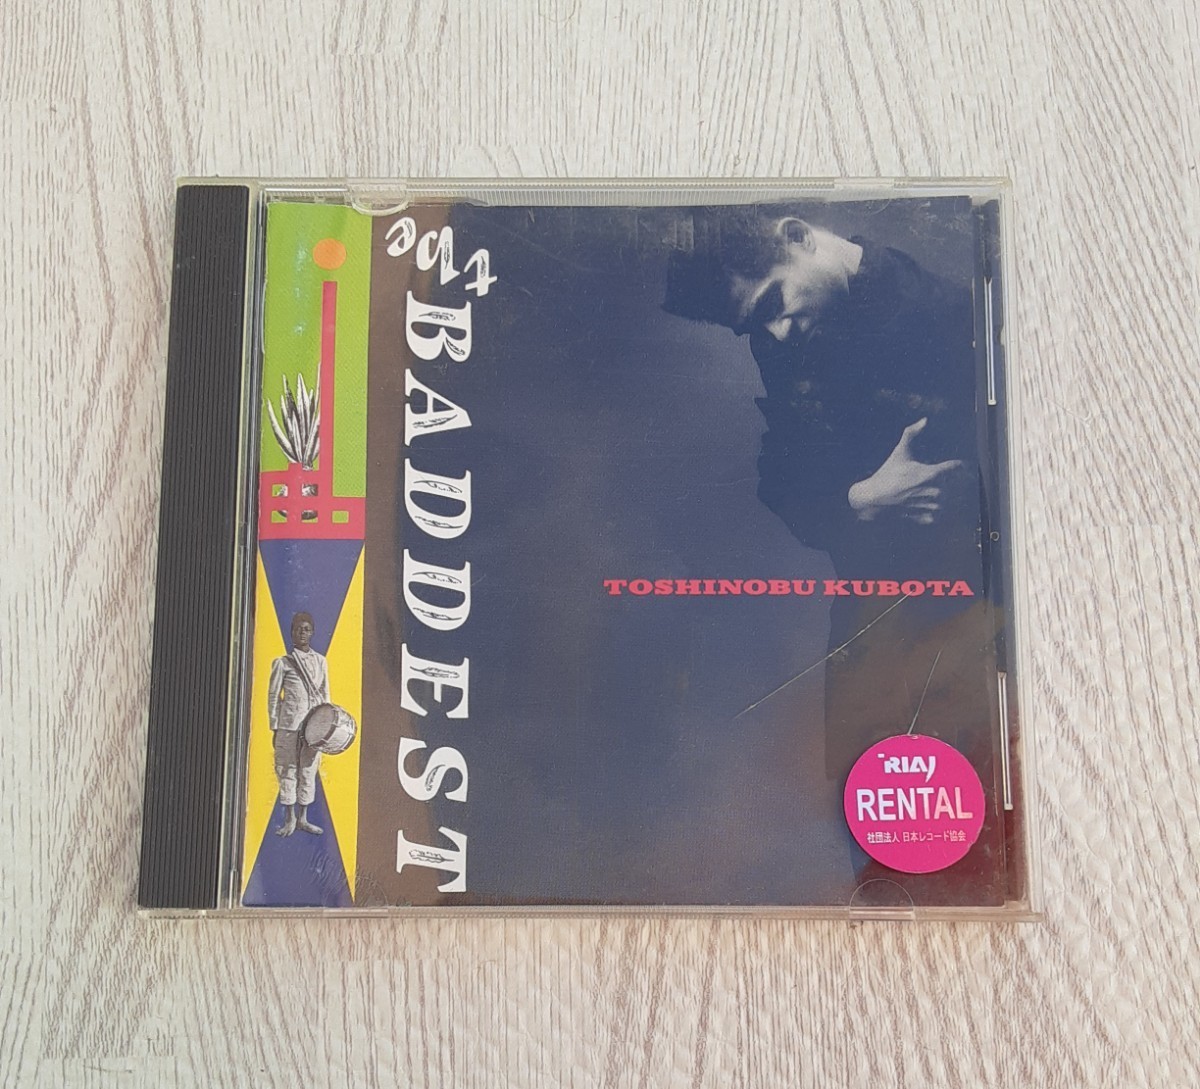 the
BADDEST
TOSHINOBU KUBOTA
RIAJ
RENTAL
社団法人 日本レコード協会